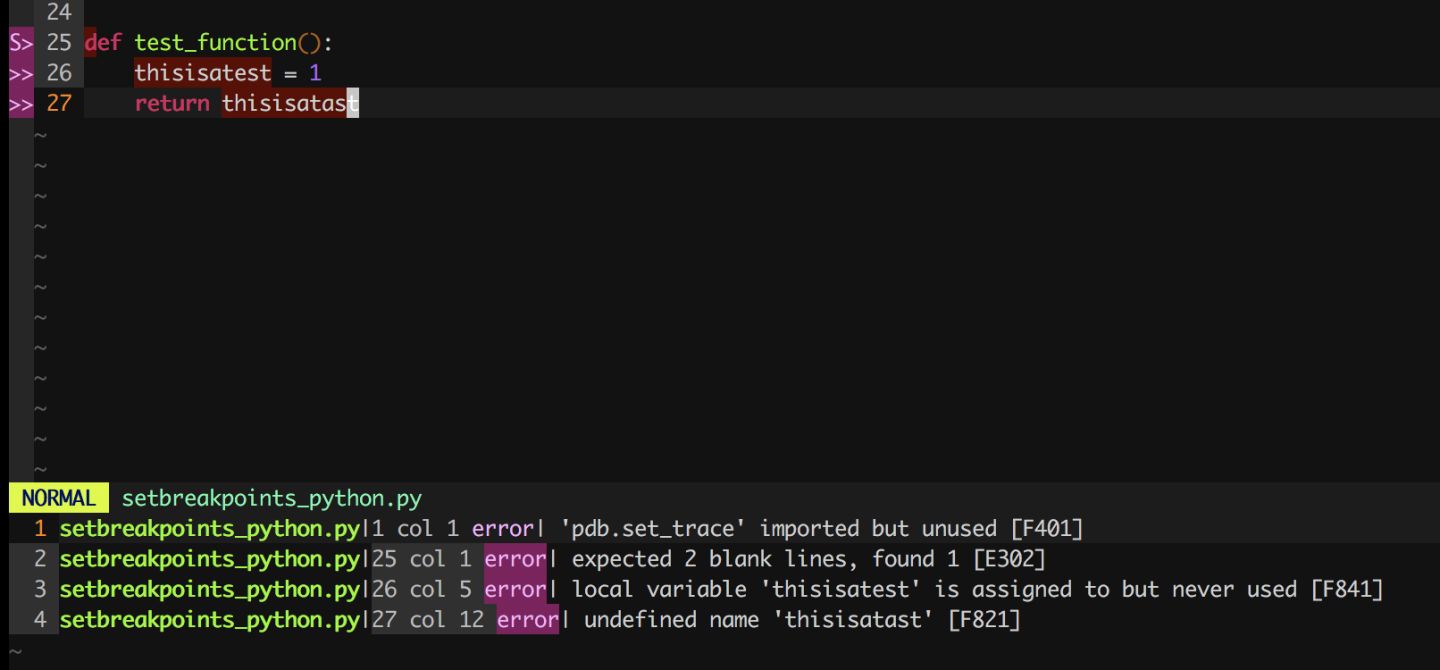 24
S> 25 def test_function():
>> 26     thisisatest = 1
>> 27     return thisisatast
~
~
~
~
~
~
~
~
~
~
~
~
NORMAL setbreakpoints_python.py
1 setbreakpoints_python.py|1 col 1 error| 'pdb.set_trace' imported but unused [F401]
2 setbreakpoints_python.py|25 col 1 error| expected 2 blank lines, found 1 [E302]
3 setbreakpoints_python.py|26 col 5 error| local variable 'thisisatest' is assigned to but never used [F841]
4 setbreakpoints_python.py|27 col 12 error| undefined name 'thisisatast' [F821]
~